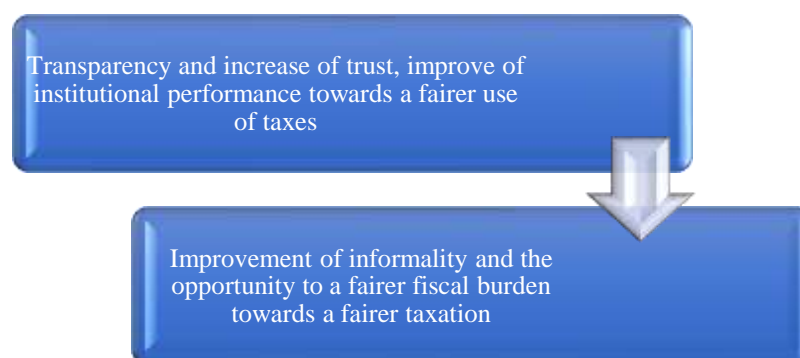 Transparency and increase of trust, improve of
institutional performance towards a fairer use
of taxes
Improvement of informality and the
opportunity to a fairer fiscal burden
towards a fairer taxation